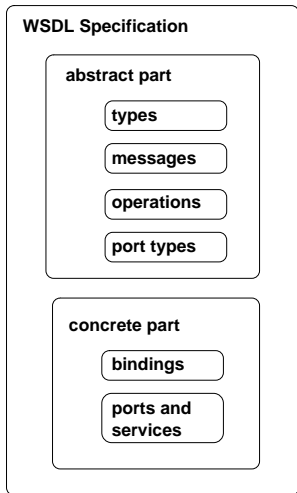 WSDL Specification
abstract part
types
messages
operations
port types
concrete part
bindings
ports and
services